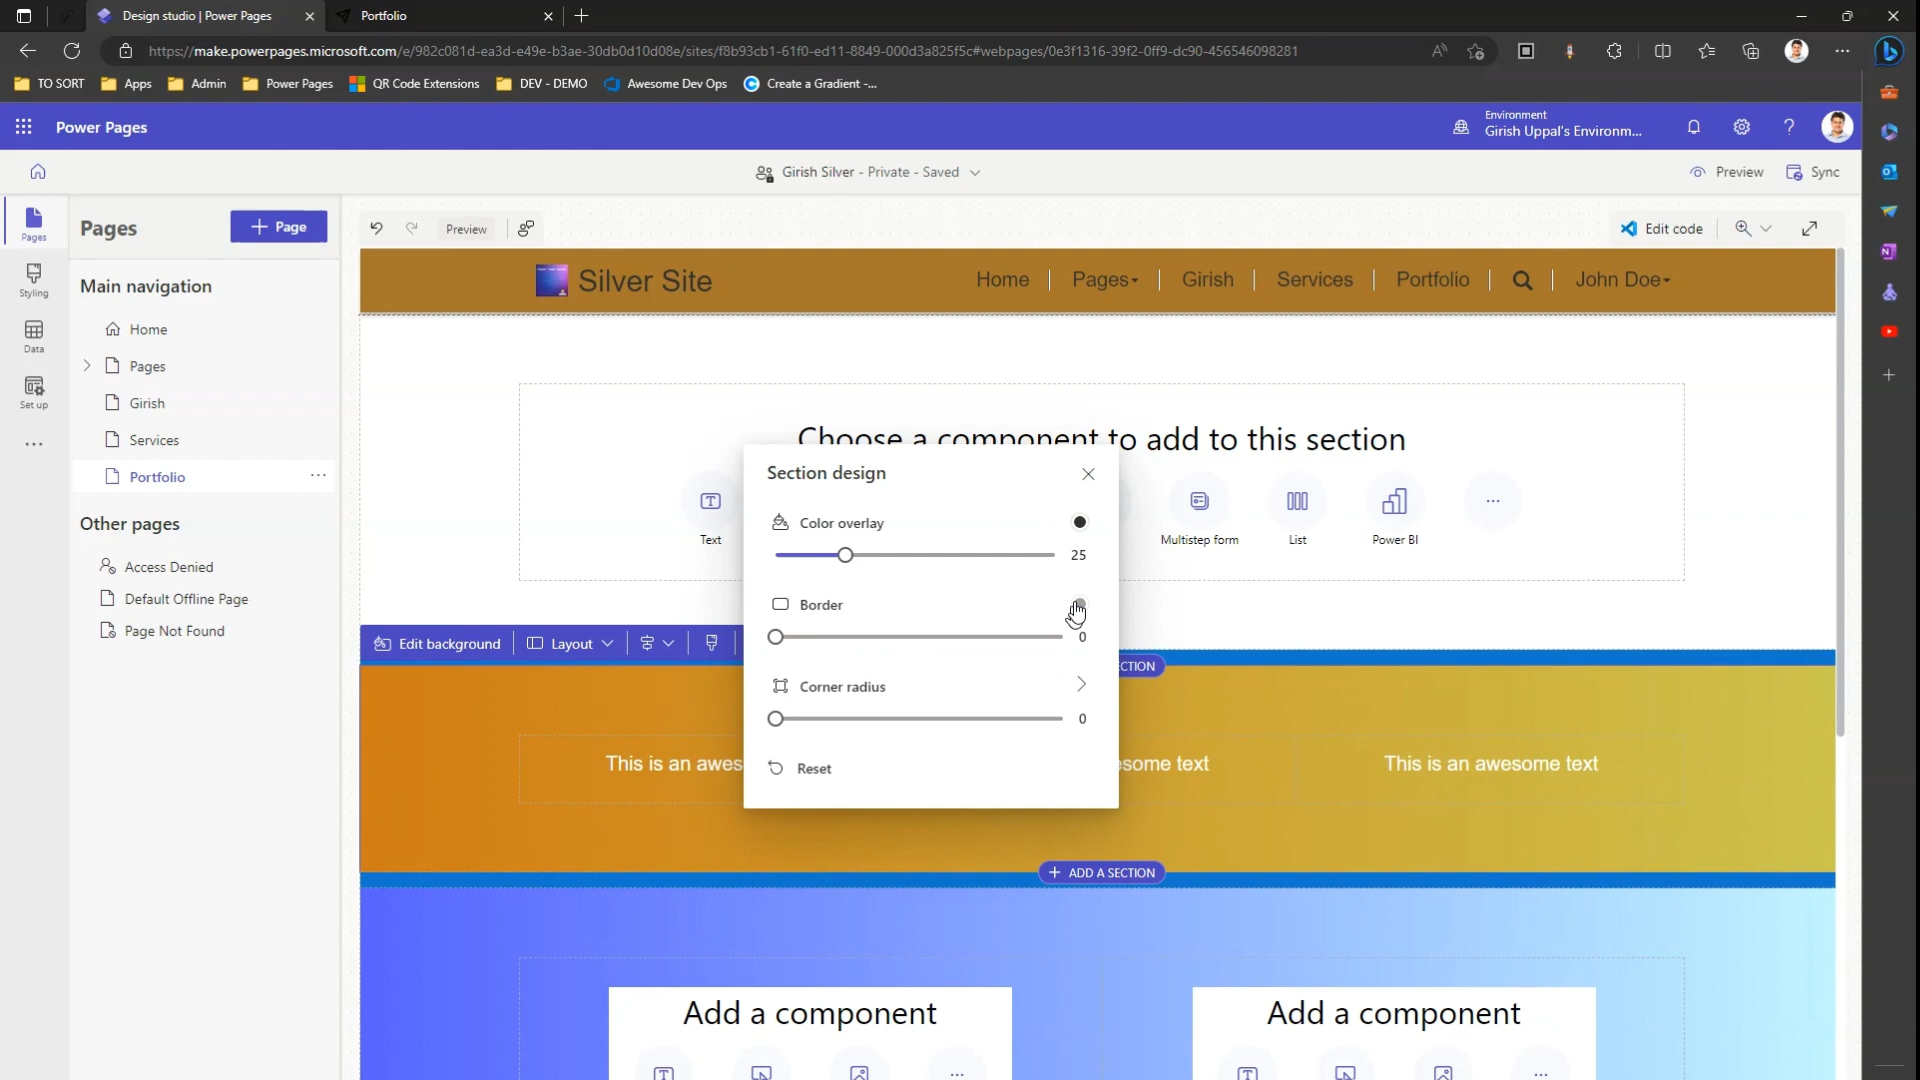 Design studio | Power Pages
Portfolio
https://make.powerpages.microsoft.com/e/982c081d-ea3d-e49e-b3ae-30db0d10d08e/sites/f8b93cb1-61f0-ed11-8849-000d3a825f5c#webpages/0e3f1316-39f2-0ff9-dc90-456546098281
TO SORT Apps Admin Power Pages QR Code Extensions DEV - DEMO Awesome Dev Ops Create a Gradient -...
Power Pages
Environment
Girish Uppal's Environm...
Girish Silver - Private - Saved
Preview Sync
Pages
Styling
Data
Set up
Pages
+ Page
Main navigation
Home
Pages
Girish
Services
Portfolio
Other pages
Access Denied
Default Offline Page
Page Not Found
Preview
Edit code
Silver Site
Home Pages Girish Services Portfolio John Doe
Choose a component to add to this section
Text
Multistep form
List
Power BI
Section design
Color overlay
25
Border
0
Corner radius
0
Reset
Edit background Layout
CTION
This is an awes
esome text
This is an awesome text
+ ADD A SECTION
Add a component
Add a component